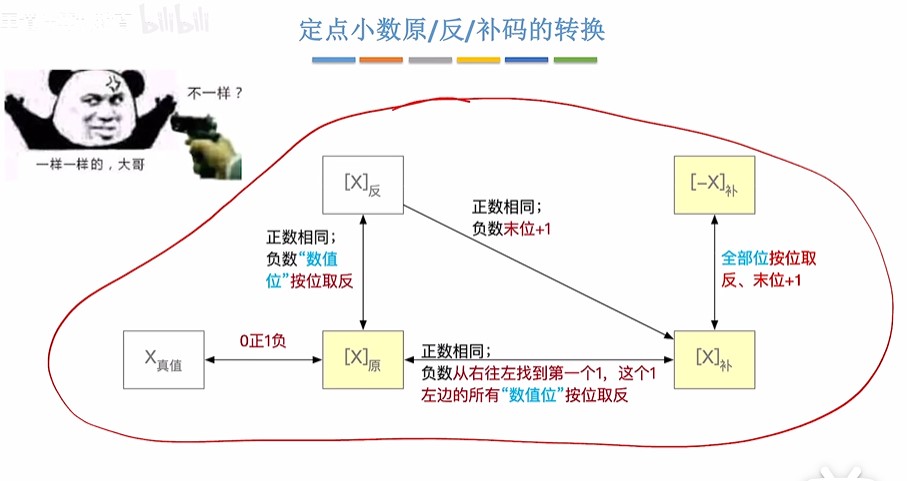 bilibili
定点小数原/反/补码的转换
不一样？
一样一样的，大哥
[X]反
[-X]补
正数相同；
负数末位+1
正数相同；
负数“数值
位”按位取反
全部位按位取
反、末位+1
X真值
0正1负
[X]原
正数相同；
负数从右往左找到第一个1，这个1
左边的所有“数值位”按位取反
[X]补